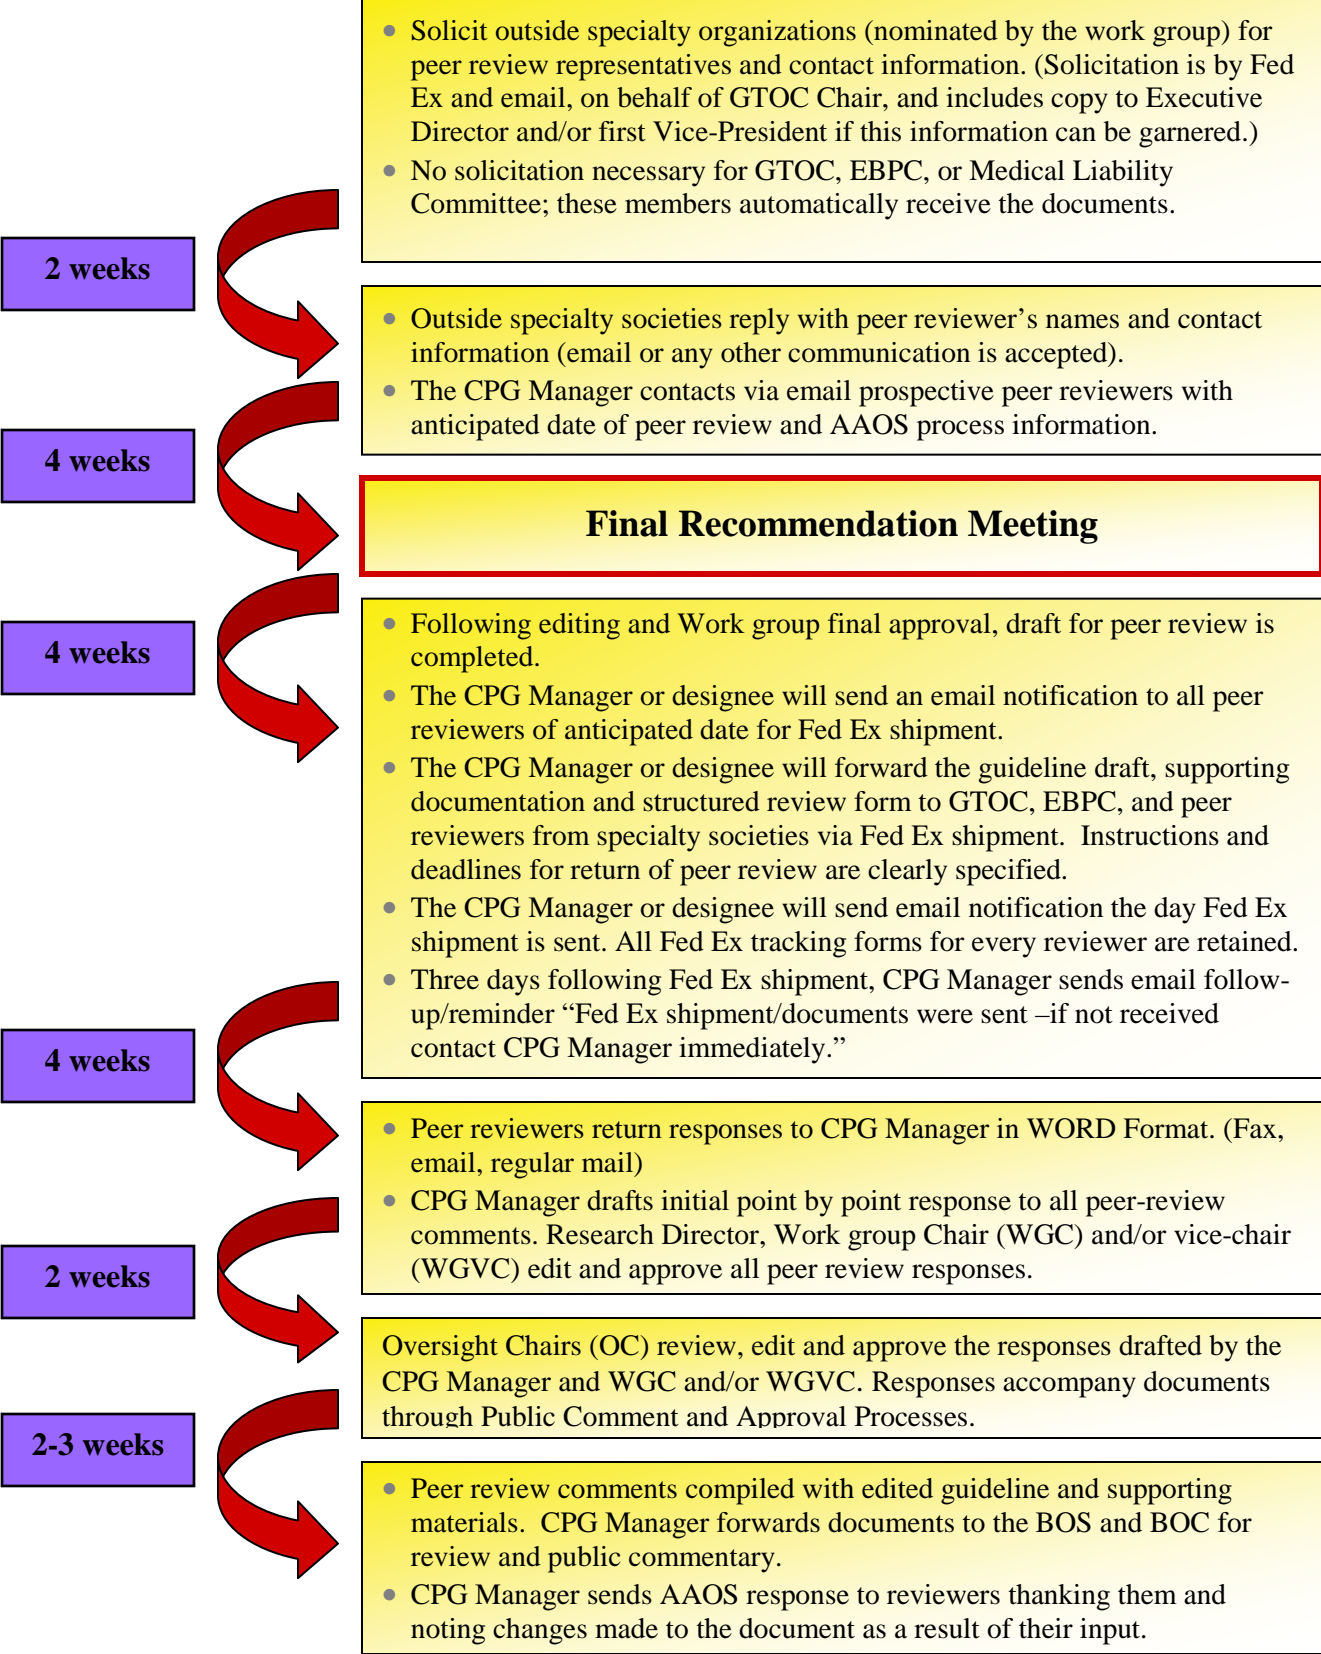 • Solicit outside specialty organizations (nominated by the work group) for
peer review representatives and contact information. (Solicitation is by Fed
Ex and email, on behalf of GTOC Chair, and includes copy to Executive
Director and/or first Vice-President if this information can be garnered.)
• No solicitation necessary for GTOC, EBPC, or Medical Liability
Committee; these members automatically receive the documents.
2 weeks
• Outside specialty societies reply with peer reviewer’s names and contact
information (email or any other communication is accepted).
• The CPG Manager contacts via email prospective peer reviewers with
anticipated date of peer review and AAOS process information.
4 weeks
Final Recommendation Meeting
4 weeks
• Following editing and Work group final approval, draft for peer review is
completed.
• The CPG Manager or designee will send an email notification to all peer
reviewers of anticipated date for Fed Ex shipment.
• The CPG Manager or designee will forward the guideline draft, supporting
documentation and structured review form to GTOC, EBPC, and peer
reviewers from specialty societies via Fed Ex shipment.  Instructions and
deadlines for return of peer review are clearly specified.
• The CPG Manager or designee will send email notification the day Fed Ex
shipment is sent. All Fed Ex tracking forms for every reviewer are retained.
• Three days following Fed Ex shipment, CPG Manager sends email follow-
up/reminder “Fed Ex shipment/documents were sent –if not received
contact CPG Manager immediately.”
4 weeks
• Peer reviewers return responses to CPG Manager in WORD Format. (Fax,
email, regular mail)
• CPG Manager drafts initial point by point response to all peer-review
comments. Research Director, Work group Chair (WGC) and/or vice-chair
(WGVC) edit and approve all peer review responses.
2 weeks
Oversight Chairs (OC) review, edit and approve the responses drafted by the
CPG Manager and WGC and/or WGVC. Responses accompany documents
through Public Comment and Approval Processes.
2-3 weeks
• Peer review comments compiled with edited guideline and supporting
materials.  CPG Manager forwards documents to the BOS and BOC for
review and public commentary.
• CPG Manager sends AAOS response to reviewers thanking them and
noting changes made to the document as a result of their input.